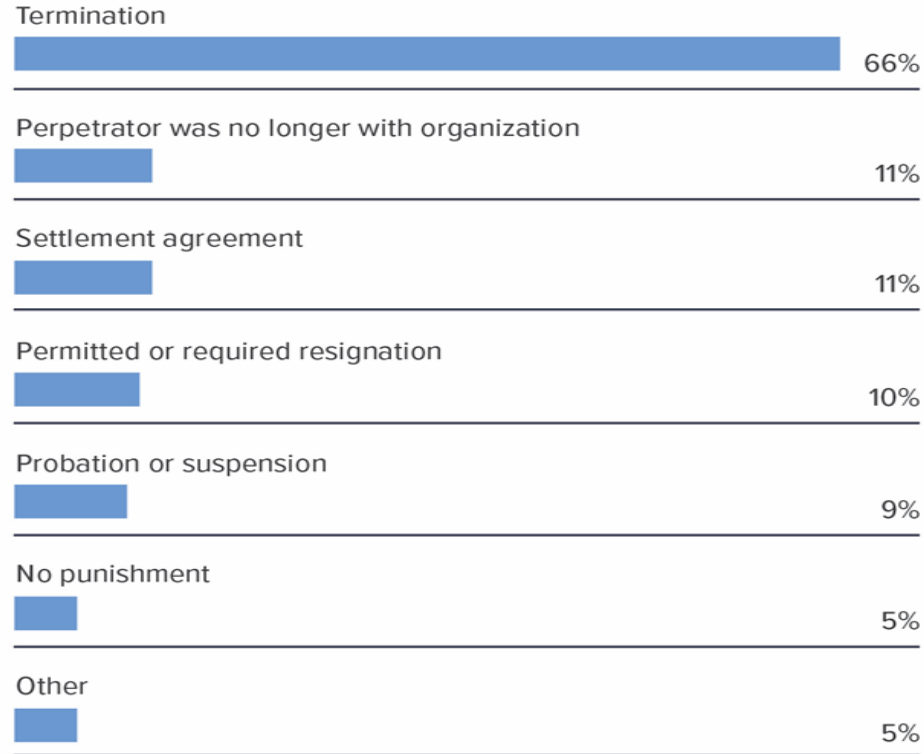 Termination
66%
Perpetrator was no longer with organization
11%
Settlement agreement
11%
Permitted or required resignation
10%
Probation or suspension
9%
No punishment
5%
Other
5%